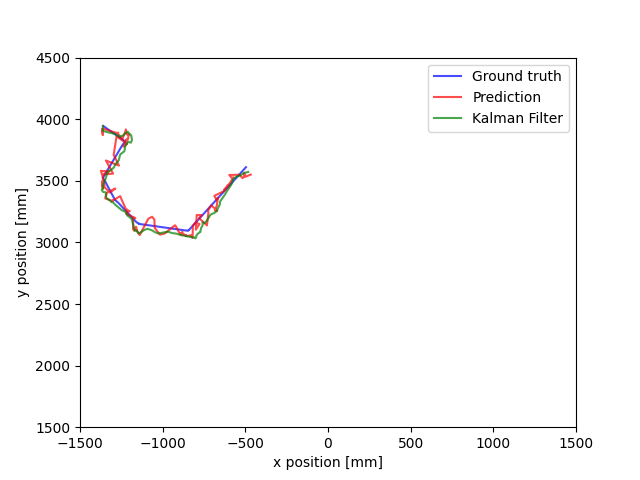 4500
4000
3500
3000
2500
2000
1500
−1500
−1000
−500
0
500
1000
1500
x position [mm]
y position [mm]
Ground truth
Prediction
Kalman Filter